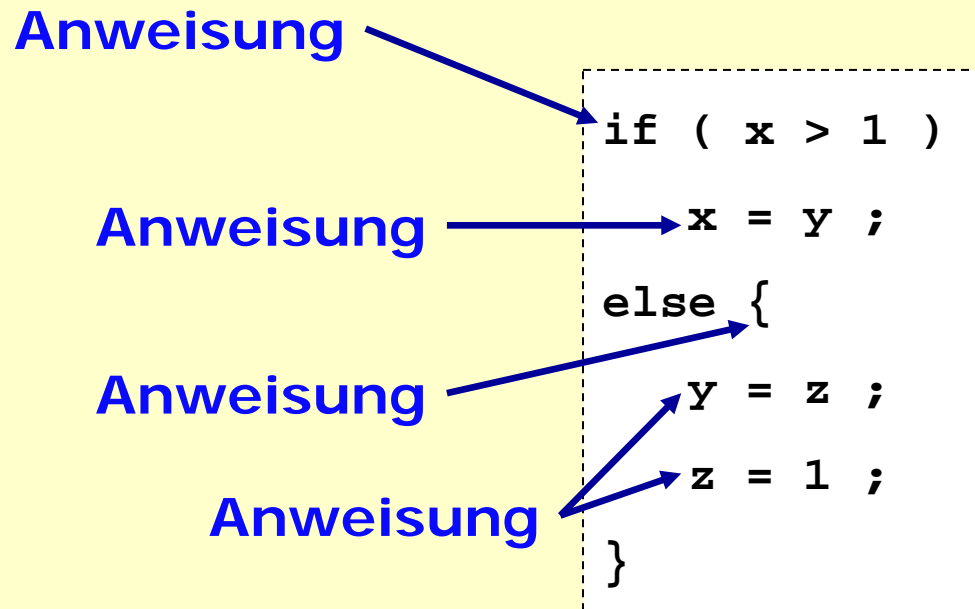 Anweisung
if ( x > 1 )
Anweisung
x = y ;
else {
Anweisung
y = z ;
z = 1 ;
Anweisung
}